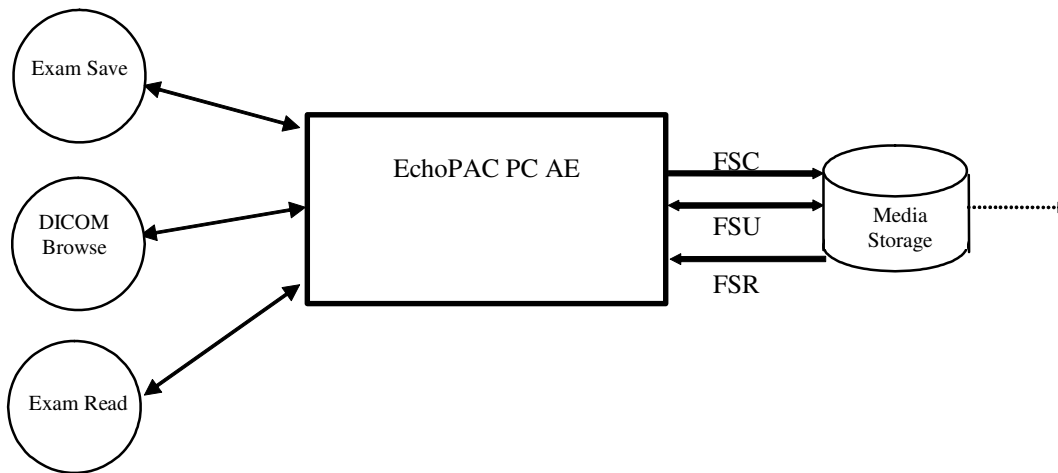 Exam Save
DICOM
Browse
Exam Read
EchoPAC PC AE
FSC
FSU
FSR
Media
Storage